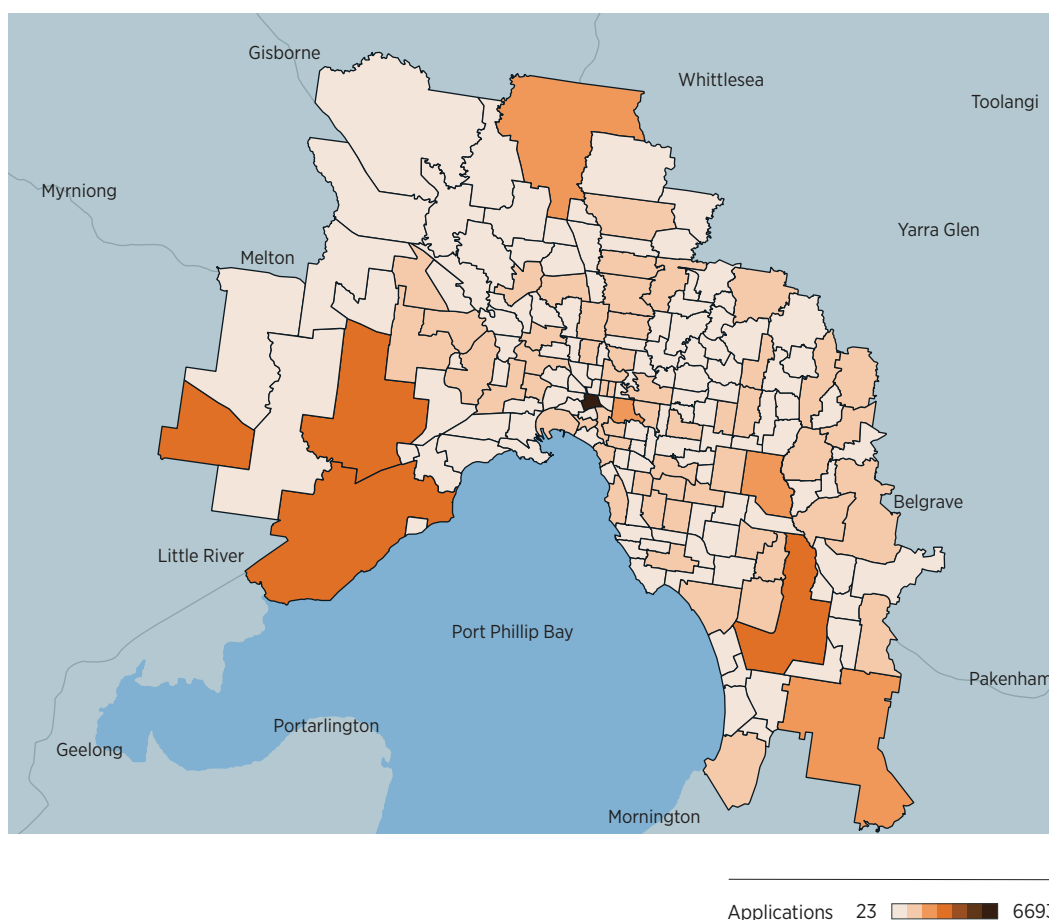 Gisborne
Whittlesea
Toolangi
Myrniong
Yarra Glen
Melton
Belgrave
Little River
Port Phillip Bay
Pakenham
Portarlington
Geelong
Mornington
Applications 23 6697